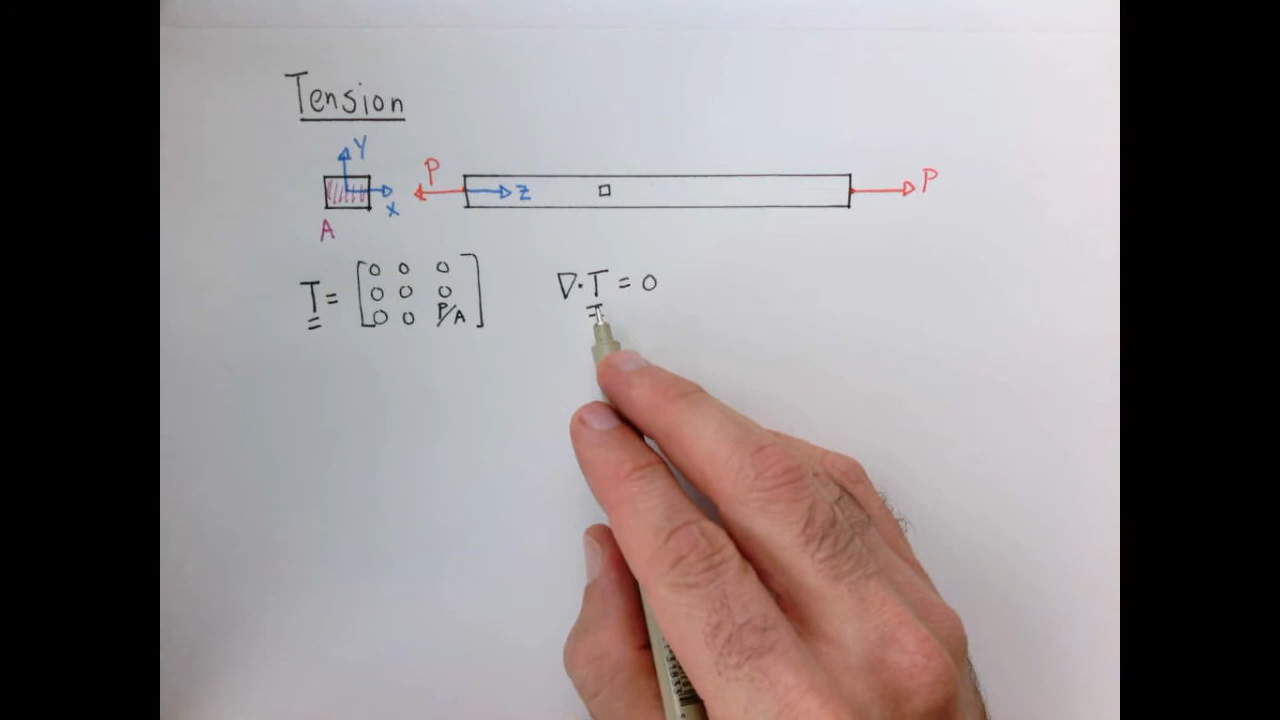 Tension
Y
X
A
P
Z
P
T = [0 0 0
0 0 0
0 0 P/A]
∇·T = 0